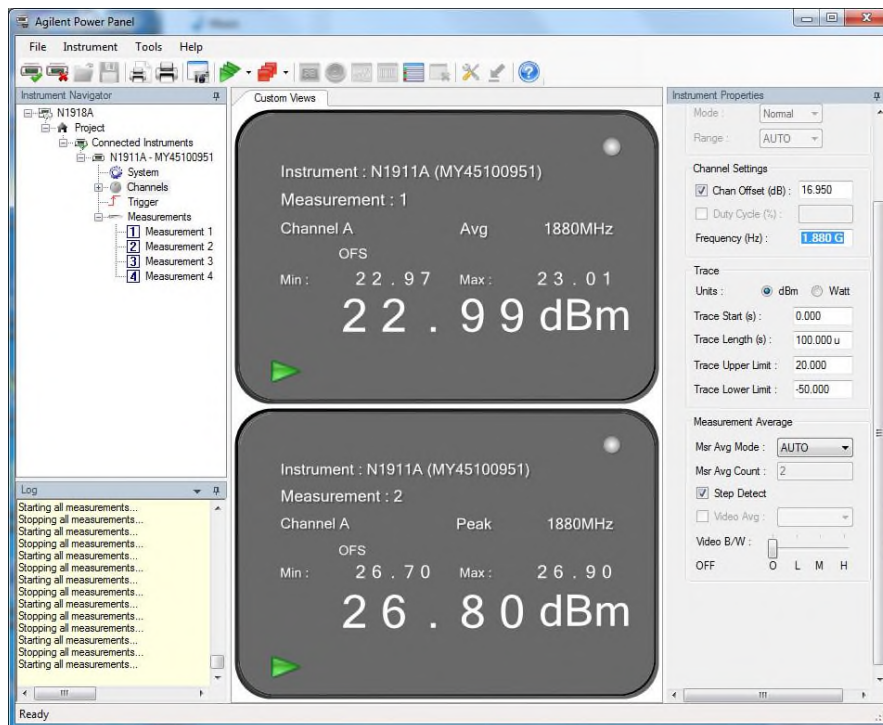 Agilent Power Panel
File Instrument Tools Help
Instrument Navigator
N1918A
Project
Connected Instruments
N1911A - MY45100951
System
Channels
Trigger
Measurements
1 Measurement 1
2 Measurement 2
3 Measurement 3
4 Measurement 4
Log
Starting all measurements...
Stopping all measurements...
Starting all measurements...
Stopping all measurements...
Starting all measurements...
Stopping all measurements...
Starting all measurements...
Starting all measurements...
Stopping all measurements...
Stopping all measurements...
Stopping all measurements...
Starting all measurements...
Stopping all measurements...
Starting all measurements...
Custom Views
Instrument : N1911A (MY45100951)
Measurement : 1
Channel A Avg 1880MHz
OFS
Min : 22.97 Max : 23.01
22.99 dBm
Instrument : N1911A (MY45100951)
Measurement : 2
Channel A Peak 1880MHz
OFS
Min : 26.70 Max : 26.90
26.80 dBm
Instrument Properties
Mode : Normal
Range : AUTO
Channel Settings
Chan Offset (dB) : 16.950
Duty Cycle (%) :
Frequency (Hz) : 1.880 G
Trace
Units : dBm Watt
Trace Start (s) : 0.000
Trace Length (s) : 100.000 u
Trace Upper Limit : 20.000
Trace Lower Limit : -50.000
Measurement Average
Msr Avg Mode : AUTO
Msr Avg Count : 2
Step Detect
Video Avg :
Video B/W :
OFF O L M H
Ready